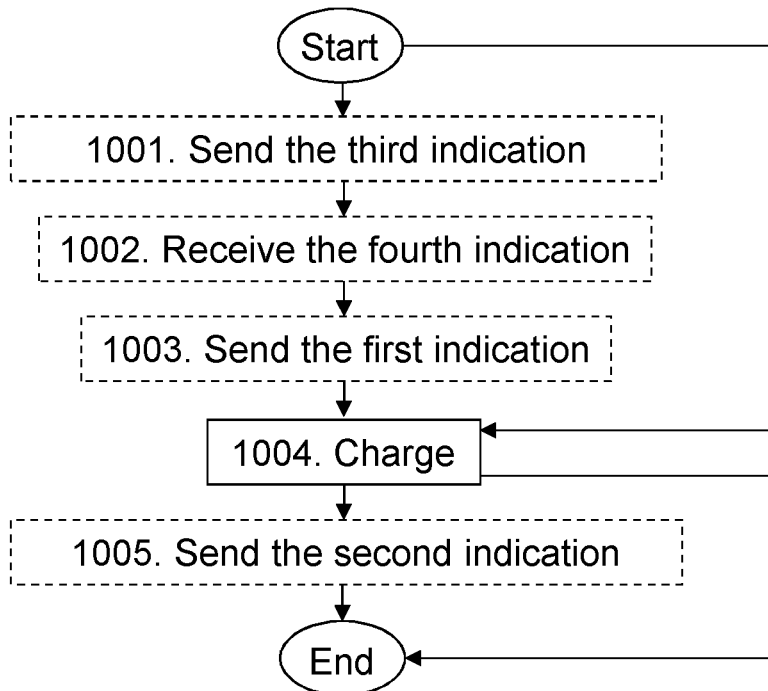 Start
1001. Send the third indication
1002. Receive the fourth indication
1003. Send the first indication
1004. Charge
1005. Send the second indication
End